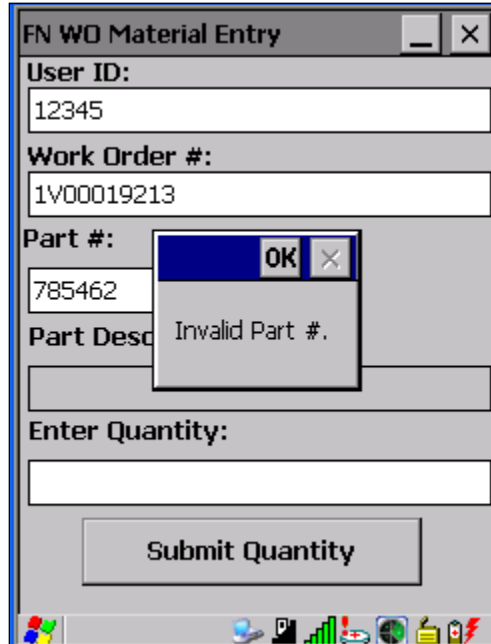 FN WO Material Entry
User ID:
12345
Work Order #:
1V00019213
Part #:
OK
785462
Invalid Part #.
Part Desc
Enter Quantity:
Submit Quantity